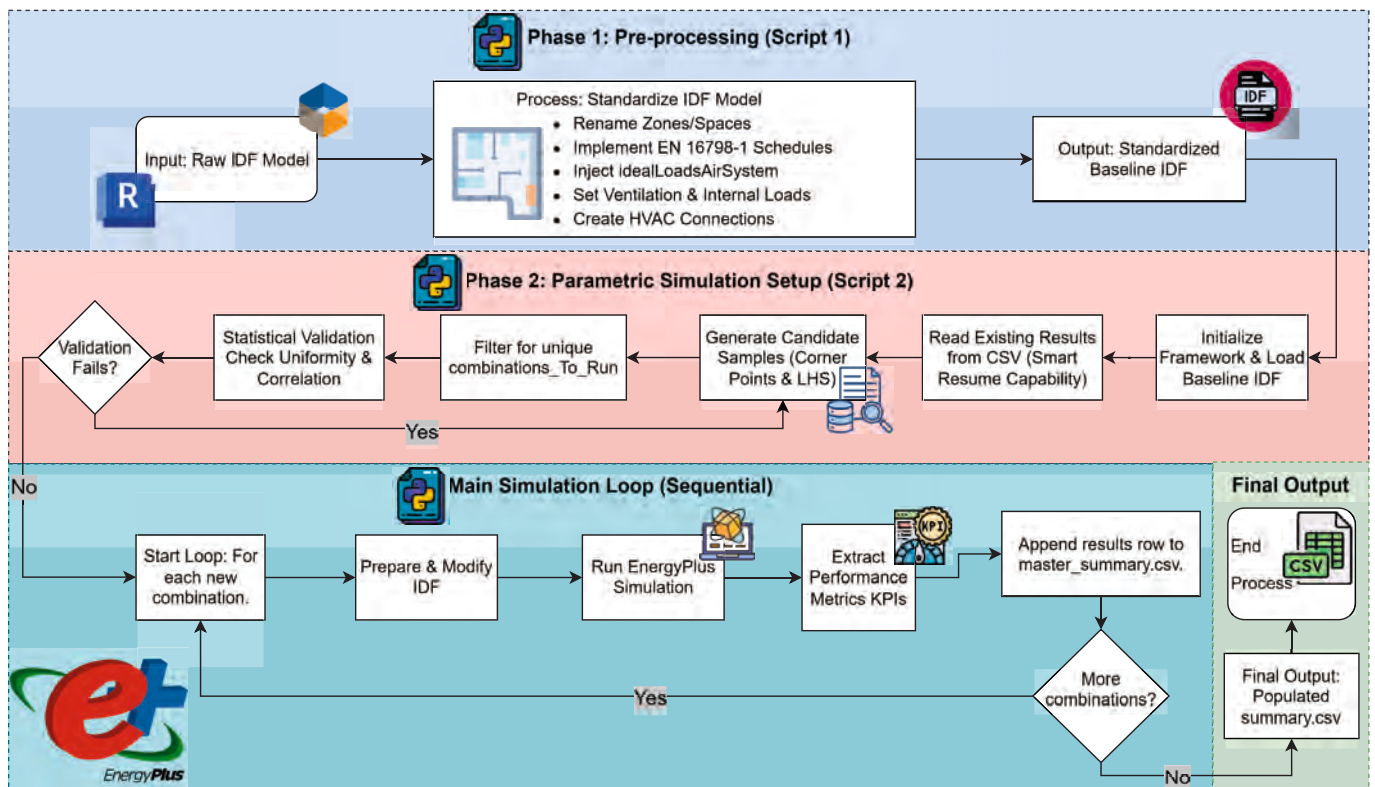 Phase 1: Pre-processing (Script 1)
Input: Raw IDF Model
R
Process: Standardize IDF Model
Rename Zones/Spaces
Implement EN 16798-1 Schedules
Inject idealLoadsAirSystem
Set Ventilation & Internal Loads
Create HVAC Connections
IDF
Output: Standardized
Baseline IDF
Phase 2: Parametric Simulation Setup (Script 2)
Initialize
Framework & Load
Baseline IDF
Read Existing Results
from CSV (Smart
Resume Capability)
Generate Candidate
Samples (Corner
Points & LHS)
Filter for unique
combinations_To_Run
Statistical Validation
Check Uniformity &
Correlation
Validation
Fails?
Yes
No
Main Simulation Loop (Sequential)
Start Loop: For
each new
combination.
Prepare & Modify
IDF
Run EnergyPlus
Simulation
KPI
Extract
Performance
Metrics KPIs
Append results row to
master_summary.csv.
More
combinations?
Yes
No
e+
EnergyPlus
Final Output
End
Process
CSV
Final Output:
Populated
summary.csv